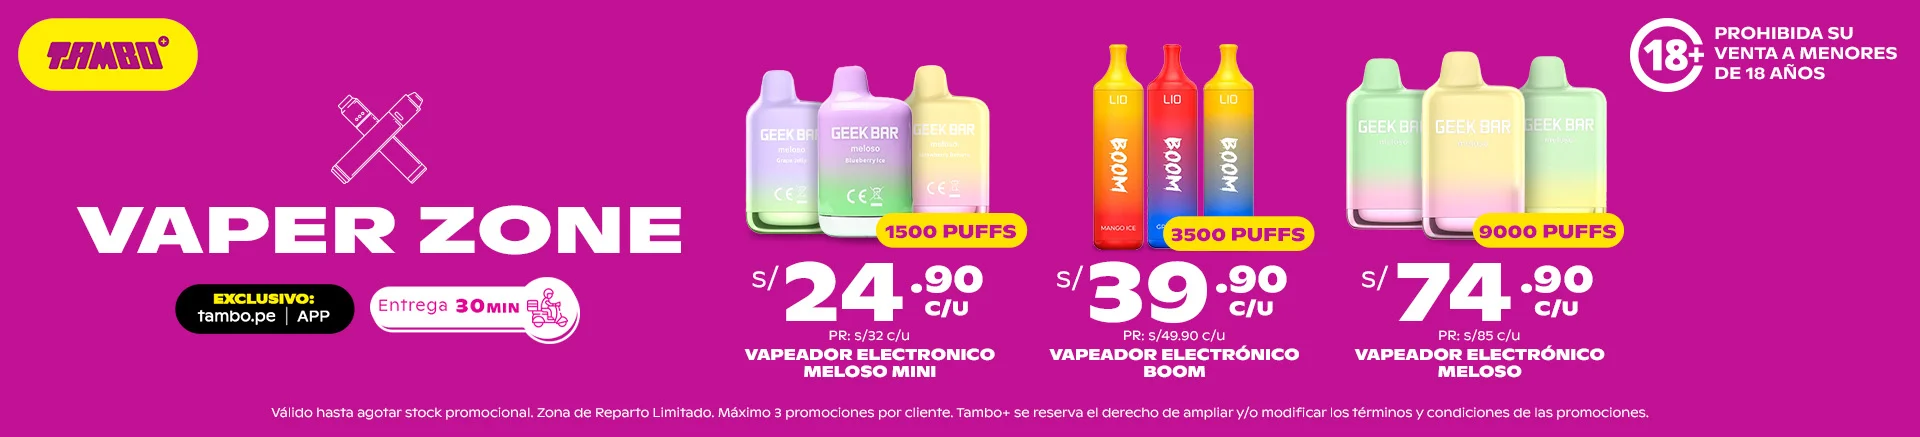 TAMBO+
VAPER ZONE
EXCLUSIVO:
tambo.pe | APP
Entrega 30MIN
GEEK BAR
meloso
Grape Jelly
GEEK BAR
meloso
Blueberry Ice
GEEK BAR
1500 PUFFS
S/ 24.90 c/u
PR: s/32 c/u
VAPEADOR ELECTRONICO
MELOSO MINI
LIO
BOOM
MANGO ICE
LIO
BOOM
LIO
BOOM
3500 PUFFS
S/ 39.90 c/u
PR: s/49.90 c/u
VAPEADOR ELECTRÓNICO
BOOM
GEEK BAR
GEEK BAR
GEEK BAR
9000 PUFFS
S/ 74.90 c/u
PR: s/85 c/u
VAPEADOR ELECTRÓNICO
MELOSO
18+
PROHIBIDA SU
VENTA A MENORES
DE 18 AÑOS
Válido hasta agotar stock promocional. Zona de Reparto Limitado. Máximo 3 promociones por cliente. Tambo+ se reserva el derecho de ampliar y/o modificar los términos y condiciones de las promociones.